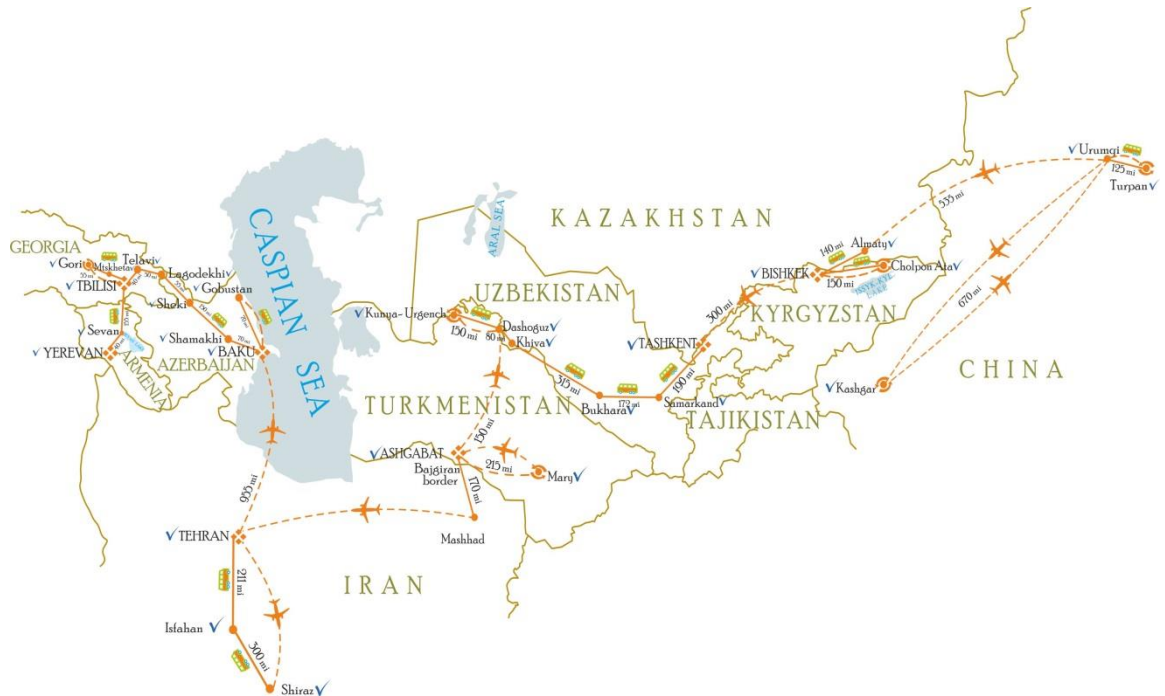 Urumqi
125 mi
Turpan
535 mi
KAZAKHSTAN
ARAL SEA
CASPIAN SEA
GEORGIA
Gori
Telavi
Lagodekhi
TBILISI
Gobustan
Sheki
Sevan
Shamakhi
YEREVAN
BAKU
AZERBAIJAN
ARMENIA
140 mi
Almaty
BISHKEK
Cholpon Ata
150 mi
KYRGYZSTAN
300 mi
670 mi
UZBEKISTAN
Kunya-Urgench
150 mi
Dashoguz
80 mi
Khiva
TASHKENT
190 mi
315 mi
172 mi
Bukhara
Samarkand
TAJIKISTAN
Kashgar
CHINA
TURKMENISTAN
150 mi
ASHGABAT
Bajgiran
border
215 mi
Mary
170 mi
Mashhad
955 mi
TEHRAN
IRAN
211 mi
Isfahan
300 mi
Shiraz